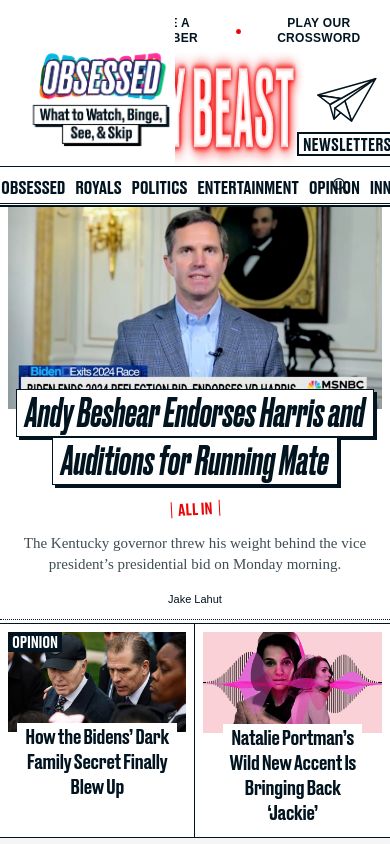 E A
BER
PLAY OUR
CROSSWORD
OBSESSED
What to Watch, Binge,
See, & Skip
Y BEAST
NEWSLETTERS
OBSESSED ROYALS POLITICS ENTERTAINMENT OPINION INN
Biden Exits 2024 Race
BIDEN ENDS 2024 REELECTION BID, ENDORSES VP HARRIS
MSNBC
Andy Beshear Endorses Harris and
Auditions for Running Mate
ALL IN
The Kentucky governor threw his weight behind the vice
president’s presidential bid on Monday morning.
Jake Lahut
OPINION
How the Bidens’ Dark
Family Secret Finally
Blew Up
Natalie Portman’s
Wild New Accent Is
Bringing Back
‘Jackie’